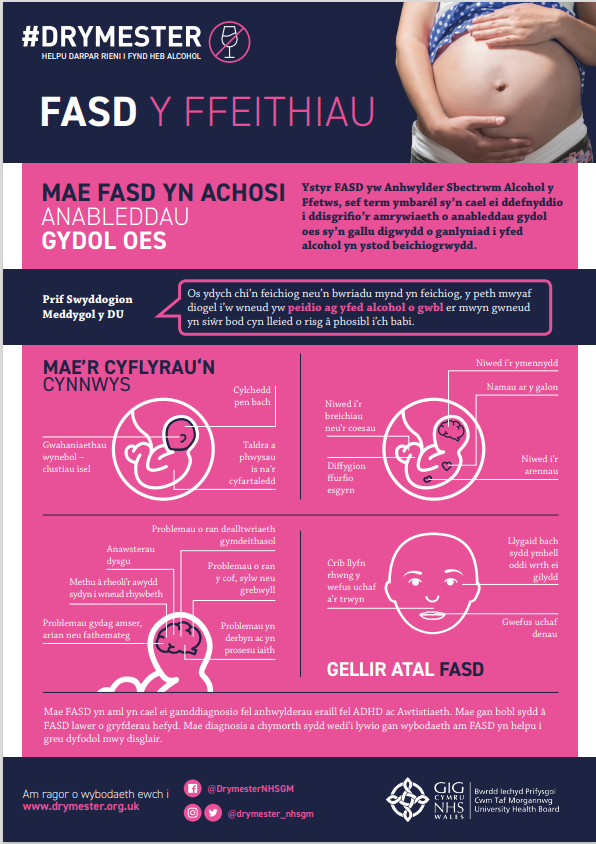 #DRYMESTER
HELPU DARPAR RIENI I FYND HEB ALCOHOL
FASD Y FFEITHIAU
MAE FASD YN ACHOSI
ANABLEDDAU
GYDOL OES
Ystyr FASD yw Anhwylder Sbectrwm Alcohol y
Ffetws, sef term ymbarél sy’n cael ei ddefnyddio
i ddisgrifio’r amrywiaeth o anableddau gydol
oes sy’n gallu digwydd o ganlyniad i yfed
alcohol yn ystod beichiogrwydd.
Prif Swyddogion
Meddygol y DU
Os ydych chi’n feichiog neu’n bwriadu mynd yn feichiog, y peth mwyaf
diogel i’w wneud yw peidio ag yfed alcohol o gwbl er mwyn gwneud
yn siŵr bod cyn lleied o risg â phosibl i’ch babi.
MAE’R CYFLYRAU‘N
CYNNWYS
Cylchedd
pen bach
Gwahaniaethau
wynebol –
clustiau isel
Taldra a
phwysau
is na’r
cyfartaledd
Niwed i’r ymennydd
Namau ar y galon
Niwed i’r
breichiau
neu’r coesau
Diffygion
ffurfio
esgyrn
Niwed i’r
arennau
Problemau o ran dealltwriaeth
gymdeithasol
Anawsterau
dysgu
Problemau o ran
y cof, sylw neu
grebwyll
Methu â rheoli’r awydd
sydyn i wneud rhywbeth
Problemau gydag amser,
arian neu fathemateg
Problemau yn
derbyn ac yn
prosesu iaith
Crib llyfn
rhwng y
wefus uchaf
a’r trwyn
Llygaid bach
sydd ymhell
oddi wrth ei
gilydd
Gwefus uchaf
denau
GELLIR ATAL FASD
Mae FASD yn aml yn cael ei gamddiagnosio fel anhwylderau eraill fel ADHD ac Awtistiaeth. Mae gan bobl sydd â
FASD lawer o gryfderau hefyd. Mae diagnosis a chymorth sydd wedi’i lywio gan wybodaeth am FASD yn helpu i
greu dyfodol mwy disglair.
Am ragor o wybodaeth ewch i
www.drymester.org.uk
@DrymesterNHSGM
@drymester_nhsgm
GIG
CYMRU
NHS
WALES
Bwrdd Iechyd Prifysgol
Cwm Taf Morgannwg
University Health Board